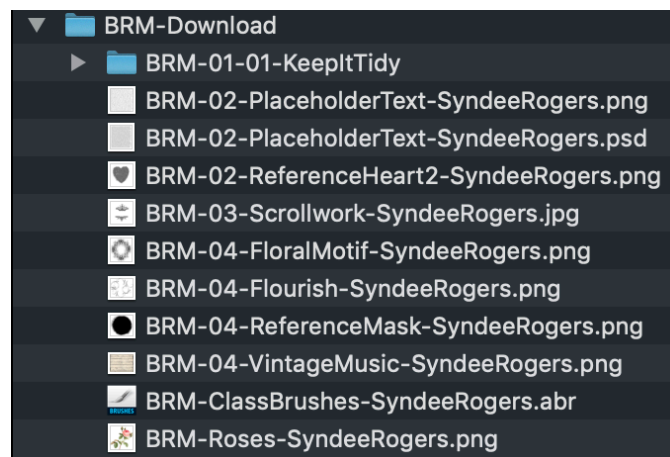 BRM-Download
BRM-01-01-KeepItTidy
BRM-02-PlaceholderText-SyndeeRogers.png
BRM-02-PlaceholderText-SyndeeRogers.psd
BRM-02-ReferenceHeart2-SyndeeRogers.png
BRM-03-Scrollwork-SyndeeRogers.jpg
BRM-04-FloralMotif-SyndeeRogers.png
BRM-04-Flourish-SyndeeRogers.png
BRM-04-ReferenceMask-SyndeeRogers.png
BRM-04-VintageMusic-SyndeeRogers.png
BRUSHES
BRM-ClassBrushes-SyndeeRogers.abr
BRM-Roses-SyndeeRogers.png